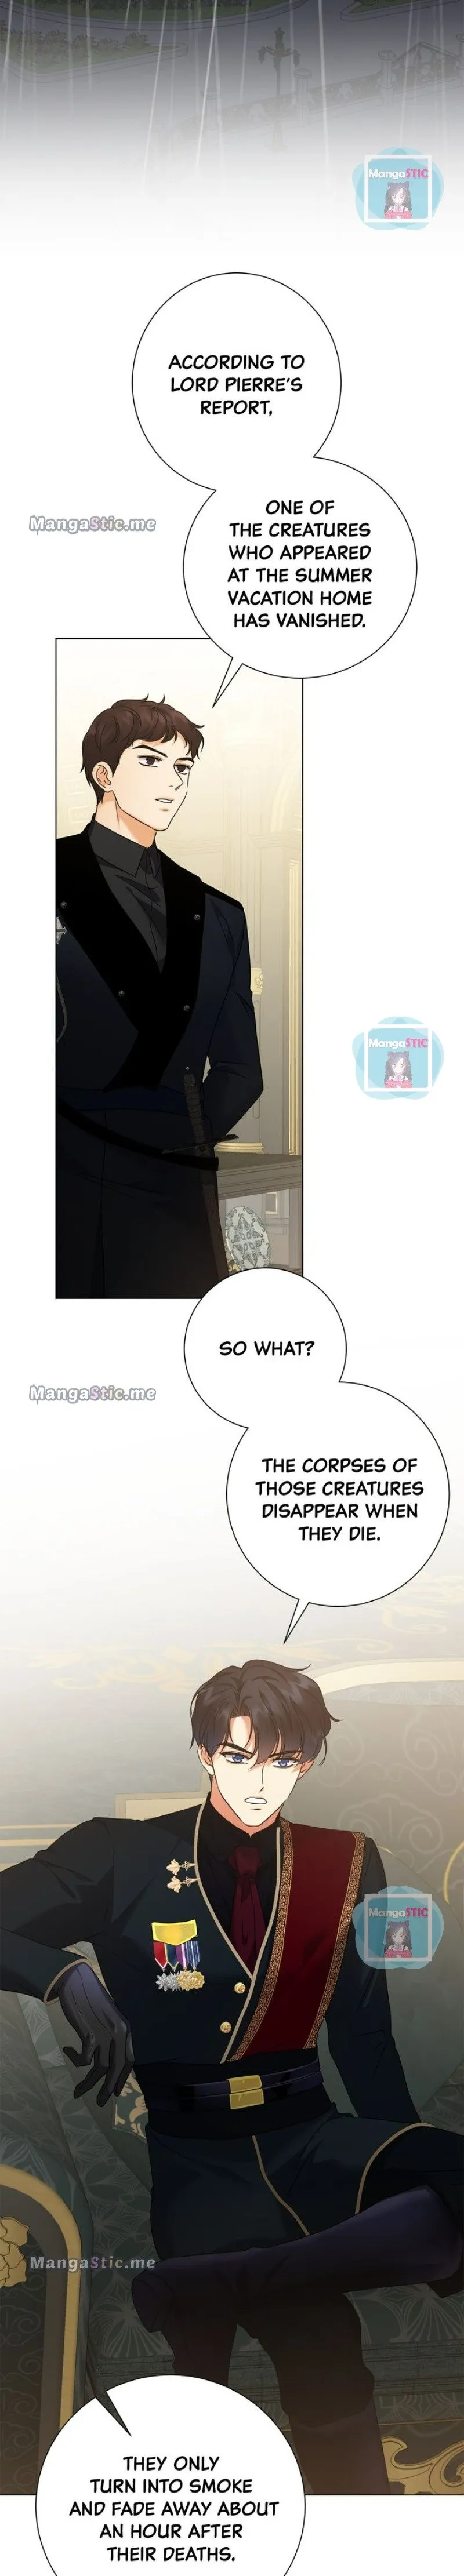 MangaSTIC
ACCORDING TO
LORD PIERRE'S
REPORT,
ONE OF
THE CREATURES
WHO APPEARED
AT THE SUMMER
VACATION HOME
HAS VANISHED.
MangaStic.me
MangaSTIC
SO WHAT?
MangaStic.me
THE CORPSES OF
THOSE CREATURES
DISAPPEAR WHEN
THEY DIE.
MangaSTIC
MangaStic.me
THEY ONLY
TURN INTO SMOKE
AND FADE AWAY ABOUT
AN HOUR AFTER
THEIR DEATHS.